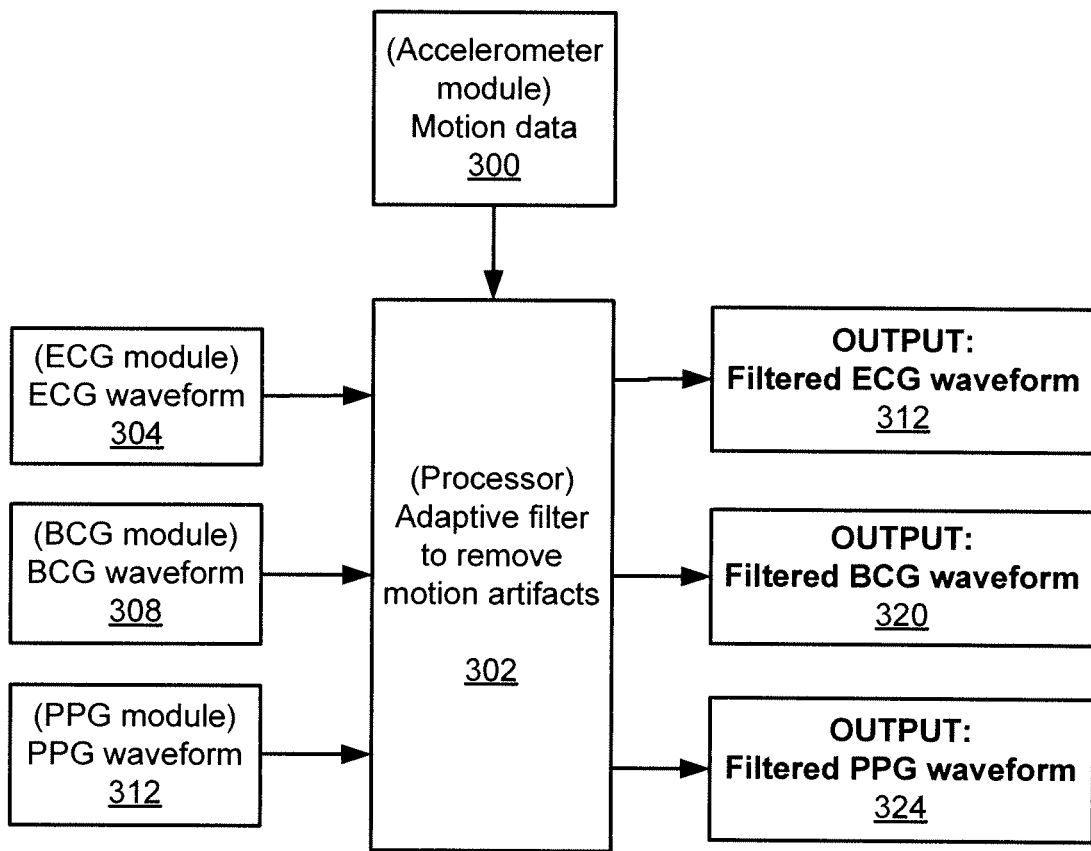 (Accelerometer
module)
Motion data
300
(ECG module)
ECG waveform
304
(BCG module)
BCG waveform
308
(PPG module)
PPG waveform
312
(Processor)
Adaptive filter
to remove
motion artifacts
302
OUTPUT:
Filtered ECG waveform
312
OUTPUT:
Filtered BCG waveform
320
OUTPUT:
Filtered PPG waveform
324